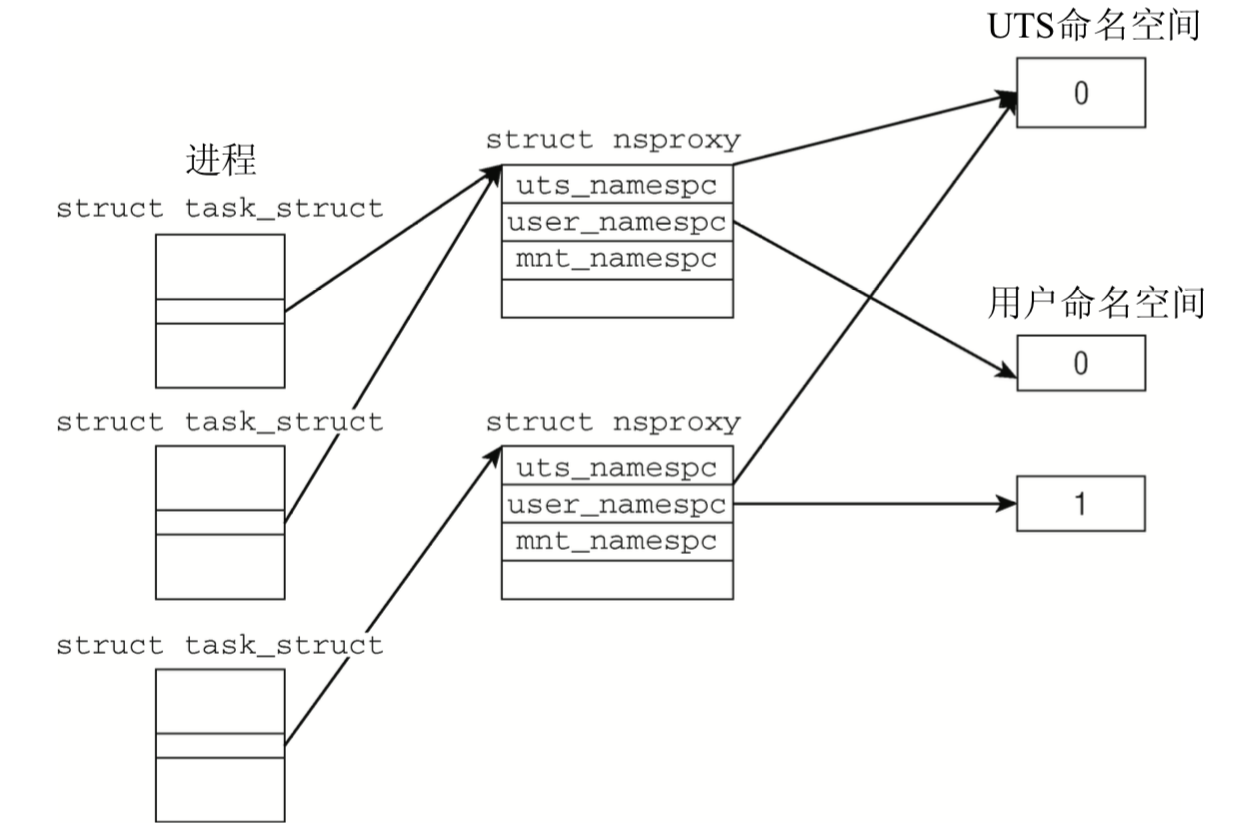 UTS命名空间
0
进程
struct task_struct
struct nsproxy
uts_namespc
user_namespc
mnt_namespc
用户命名空间
0
struct task_struct
struct nsproxy
uts_namespc
user_namespc
mnt_namespc
1
struct task_struct